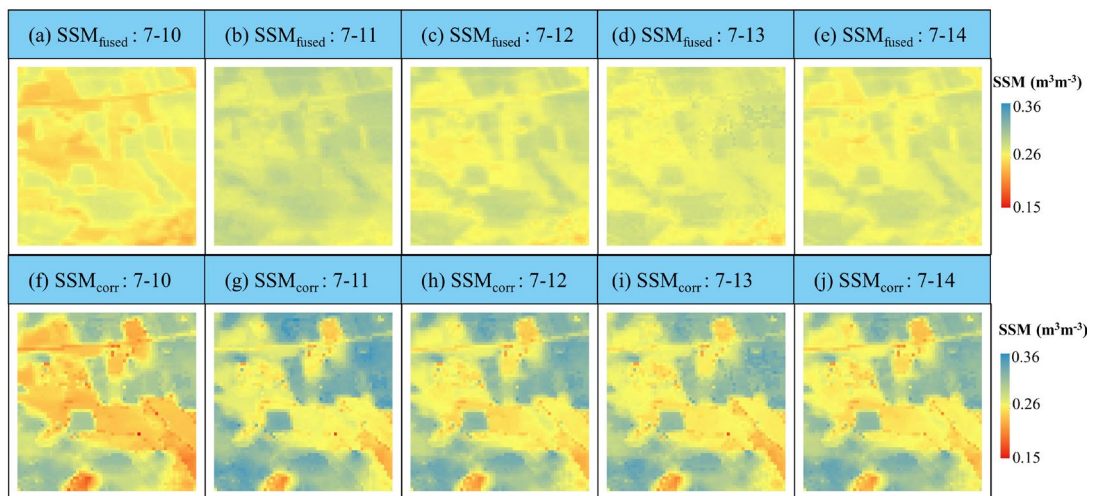 (a) SSMfused : 7-10
(b) SSMfused : 7-11
(c) SSMfused : 7-12
(d) SSMfused : 7-13
(e) SSMfused : 7-14
SSM (m³m⁻³)
0.36
0.26
0.15
(f) SSMcorr : 7-10
(g) SSMcorr : 7-11
(h) SSMcorr : 7-12
(i) SSMcorr : 7-13
(j) SSMcorr : 7-14
SSM (m³m⁻³)
0.36
0.26
0.15